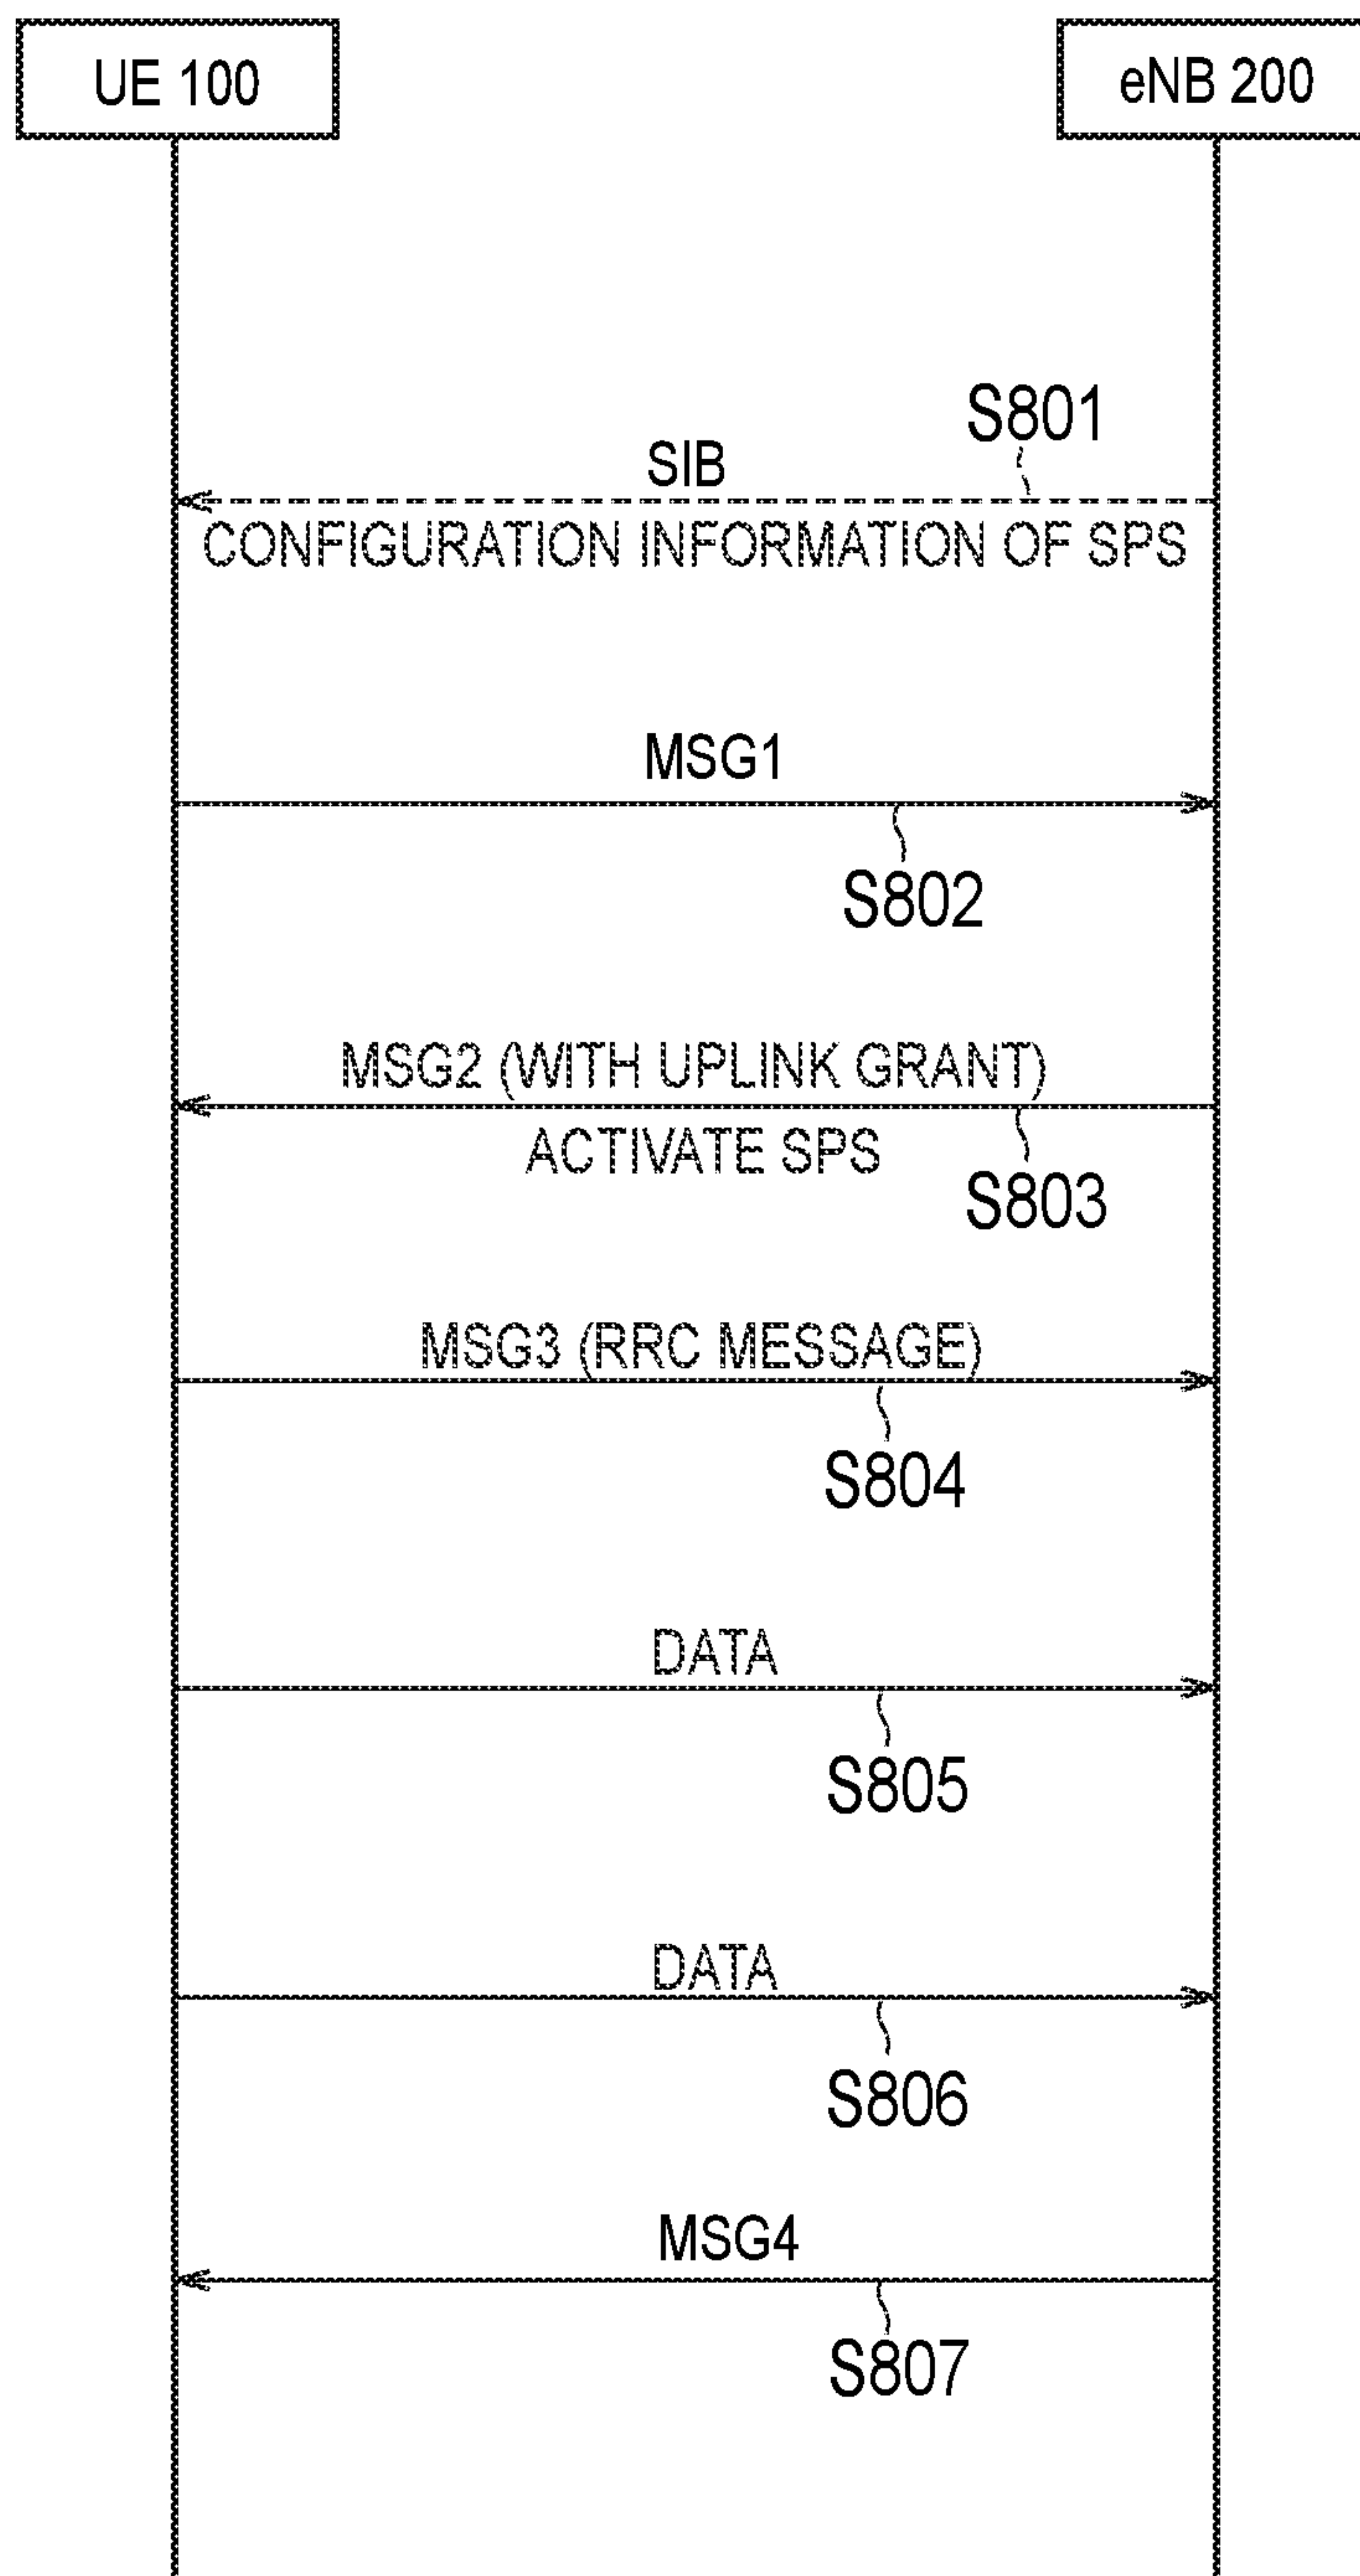 UE 100
eNB 200
S801
SIB
CONFIGURATION INFORMATION OF SPS
MSG1
S802
MSG2 (WITH UPLINK GRANT)
ACTIVATE SPS
S803
MSG3 (RRC MESSAGE)
S804
DATA
S805
DATA
S806
MSG4
S807